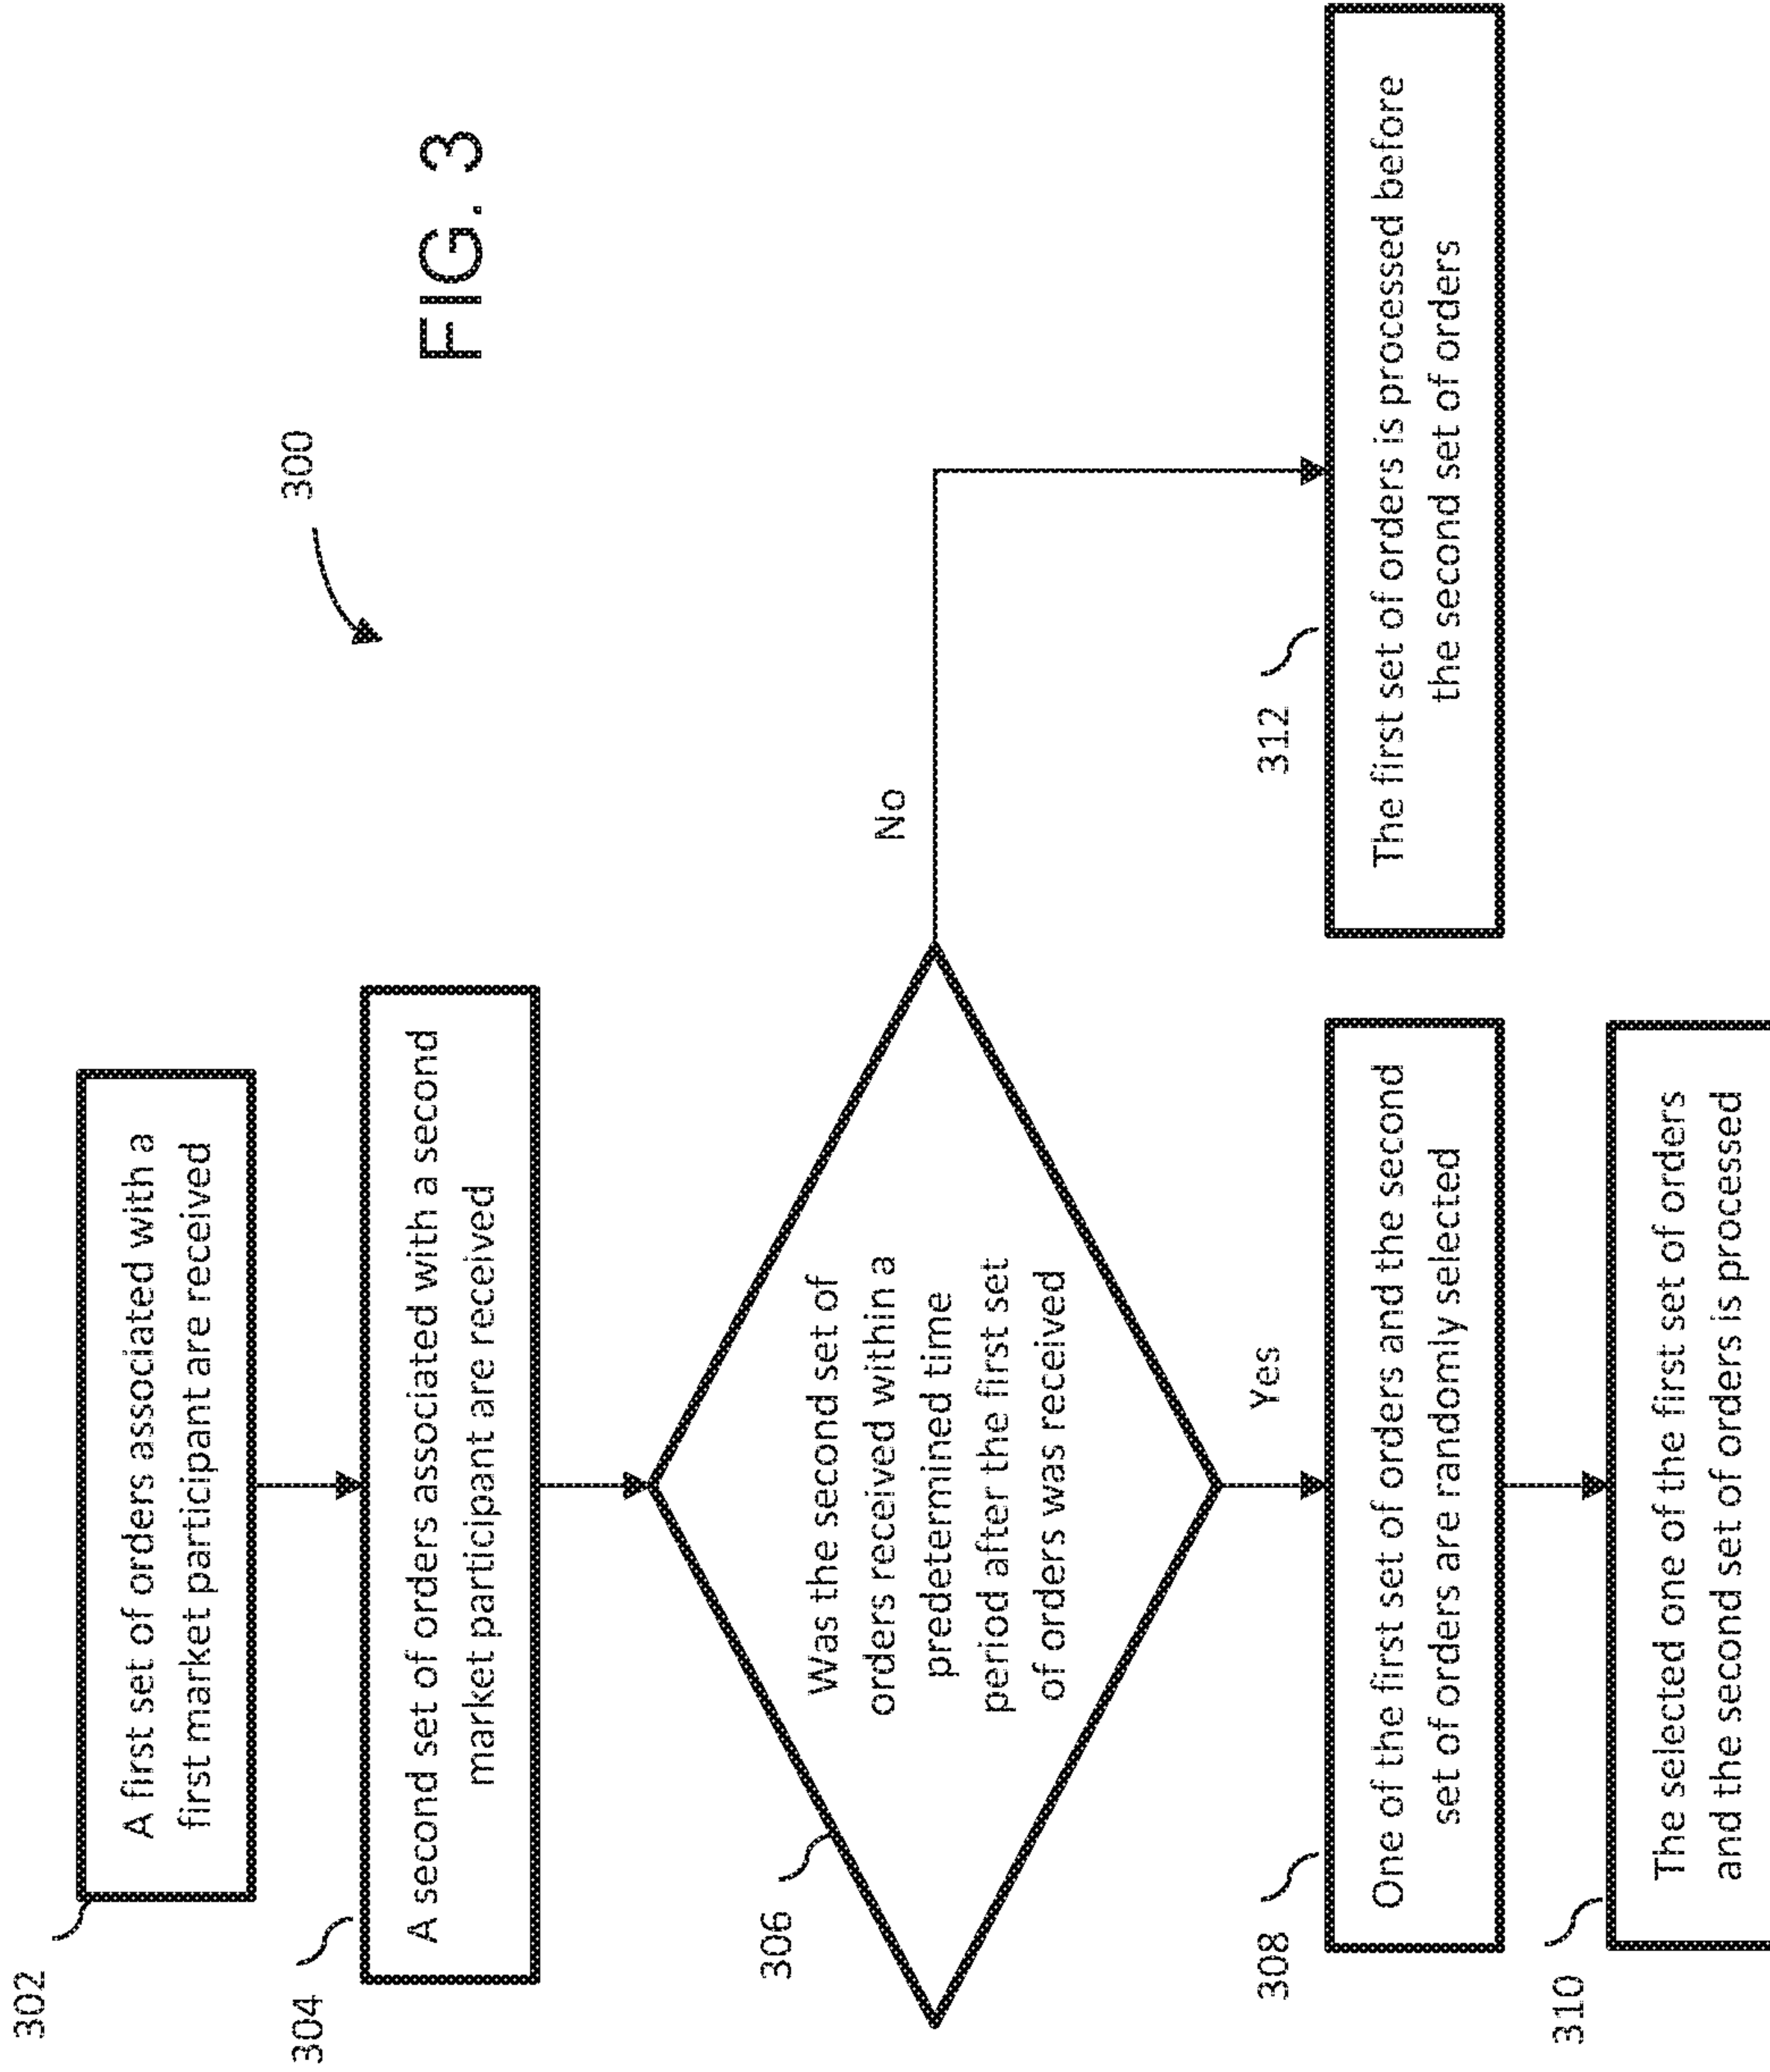 FIG. 3
300
302
A first set of orders associated with a
first market participant are received
304
A second set of orders associated with a second
market participant are received
306
Was the second set of
orders received within a
predetermined time
period after the first set
of orders was received
No
Yes
308
One of the first set of orders and the second
set of orders are randomly selected
312
The first set of orders is processed before
the second set of orders
310
The selected one of the first set of orders
and the second set of orders is processed